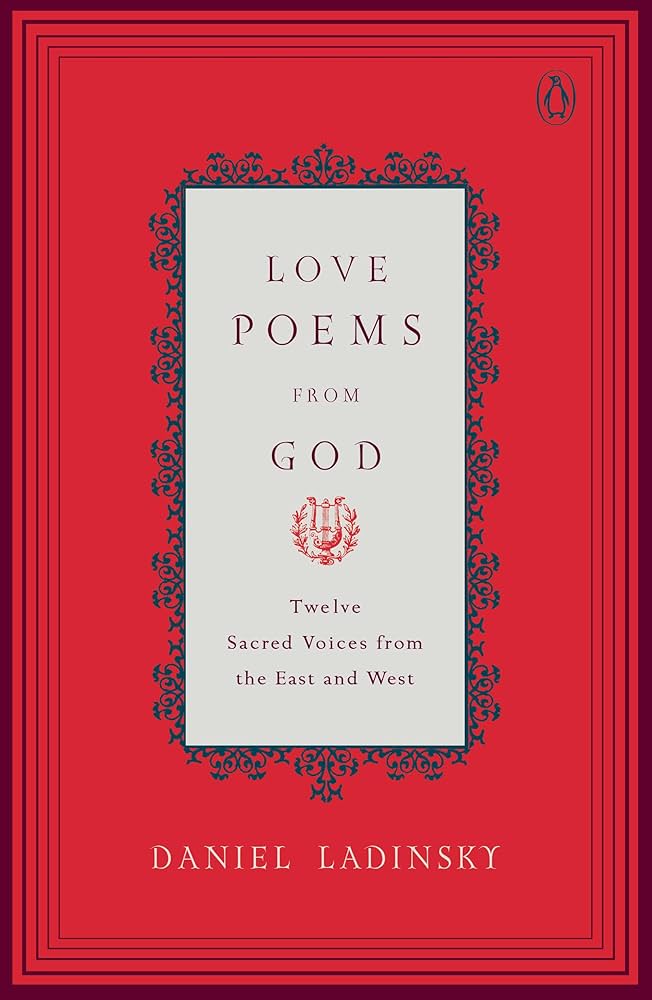 LOVE
POEMS
FROM
GOD
Twelve
Sacred Voices from
the East and West
DANIEL LADINSKY